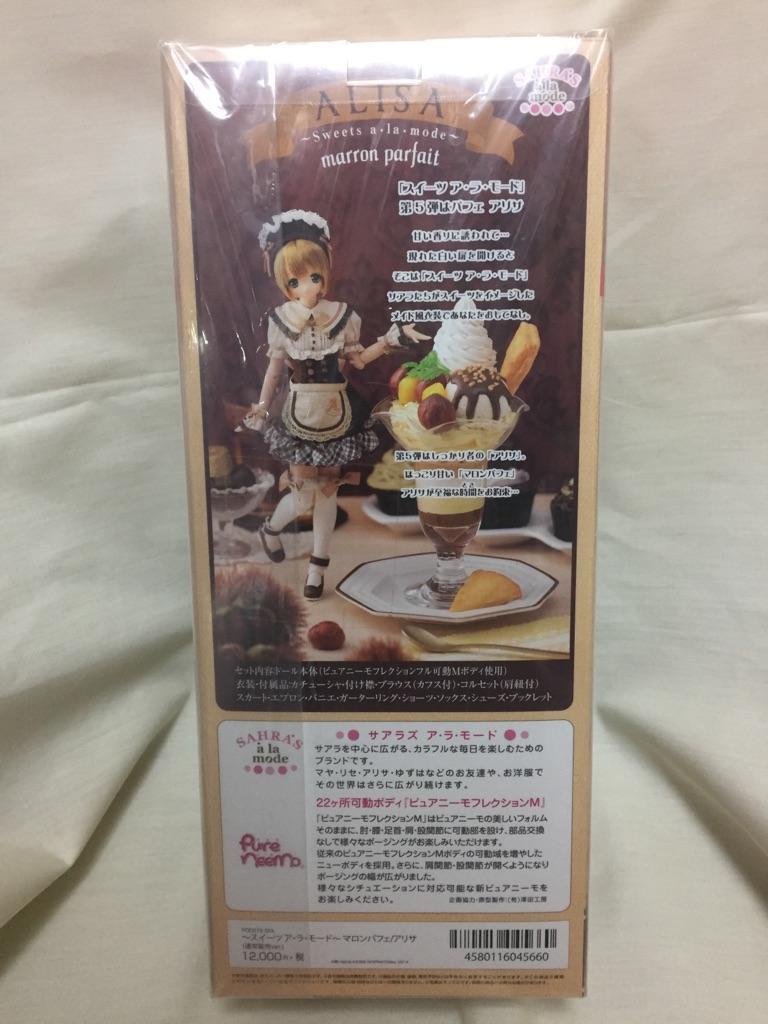 ALISA
~Sweets a・la・mode~
marron parfait
SAHRA'S
à la
mode
「スイーツ ア・ラ・モード」
第5弾はパフェ アリサ
甘い香りに誘われて…
現れた白い扉を開けると
そこは「スイーツ ア・ラ・モード」
サアラたちがスイーツをイメージした
メイド風衣装であなたをおもてなし。
第5弾はしっかり者の「アリサ」。
ほっこり甘い「マロンパフェ」
アリサが至福な時間をお約束…
セット内容:ドール本体(ピュアニーモフレクションフル可動Mボディ使用)
衣装・付属品:カチューシャ・付け襟・ブラウス(カフス付)・コルセット(肩紐付)
スカート・エプロン・パニエ・ガーターリング・ショーツ・ソックス・シューズ・ブックレット
SAHRA'S
à la
mode
サアラズ ア・ラ・モード
サアラを中心に広がる、カラフルな毎日を楽しむための
ブランドです。
マヤ・リセ・アリサ・ゆずはなどのお友達や、お洋服で
その世界はさらに広がり続けます。
22ヶ所可動ボディ『ピュアニーモフレクションM』
Pure
neemo.
「ピュアニーモフレクションM」はピュアニーモの美しいフォルム
そのままに、肘・膝・足首・肩・股関節に可動部を設け、部品交換
なしで様々なポージングがお楽しみいただけます。
従来のピュアニーモフレクションMボディの可動域を増やした
ニューボディを採用。さらに、肩関節・股関節が開くようになり
ポージングの幅が広がりました。
様々なシチュエーションに対応可能な新ピュアニーモを
お楽しみください。
企画協力・原型製作:(有)澤田工房
~スイーツ ア・ラ・モード~ マロンパフェ/アリサ
(通常販売ver.)
12,000円+税
4580116045660